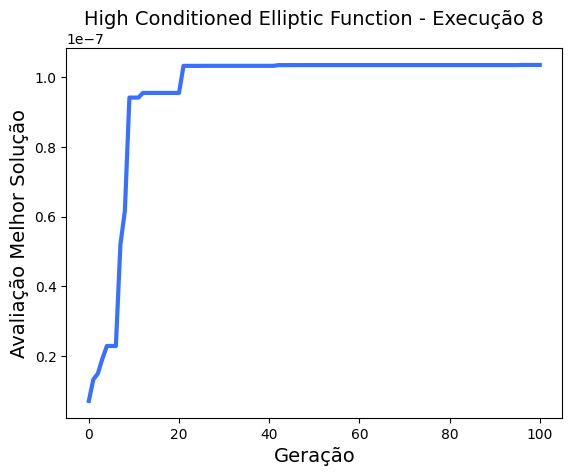 High Conditioned Elliptic Function - Execução 8
1e−7
1.0
0.8
0.6
0.4
0.2
Avaliação Melhor Solução
0 20 40 60 80 100
Geração